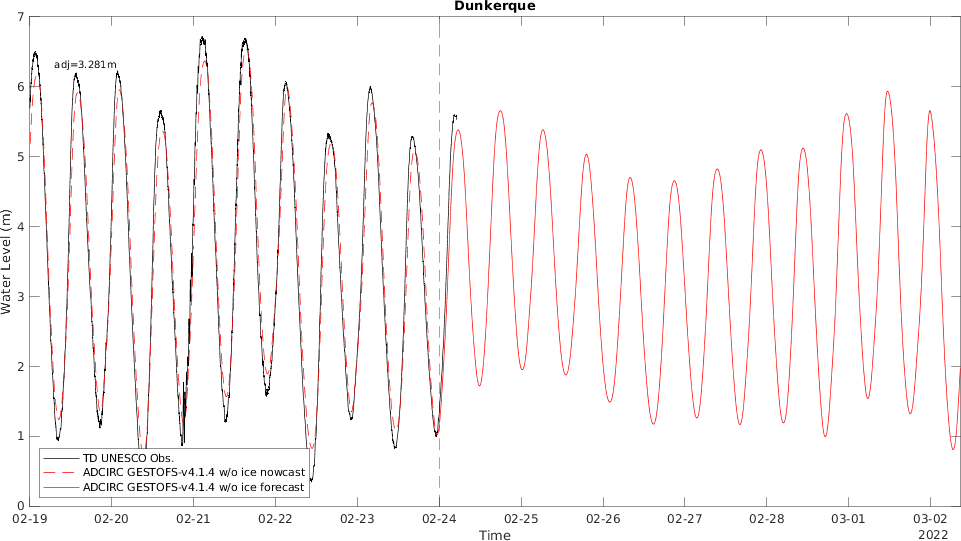 Dunkerque
7
adj=3.281m
6
5
4
3
2
1
0
Water Level (m)
TD UNESCO Obs.
ADCIRC GESTOFS-v4.1.4 w/o ice nowcast
ADCIRC GESTOFS-v4.1.4 w/o ice forecast
02-19 02-20 02-21 02-22 02-23 02-24 02-25 02-26 02-27 02-28 03-01 03-02
Time 2022